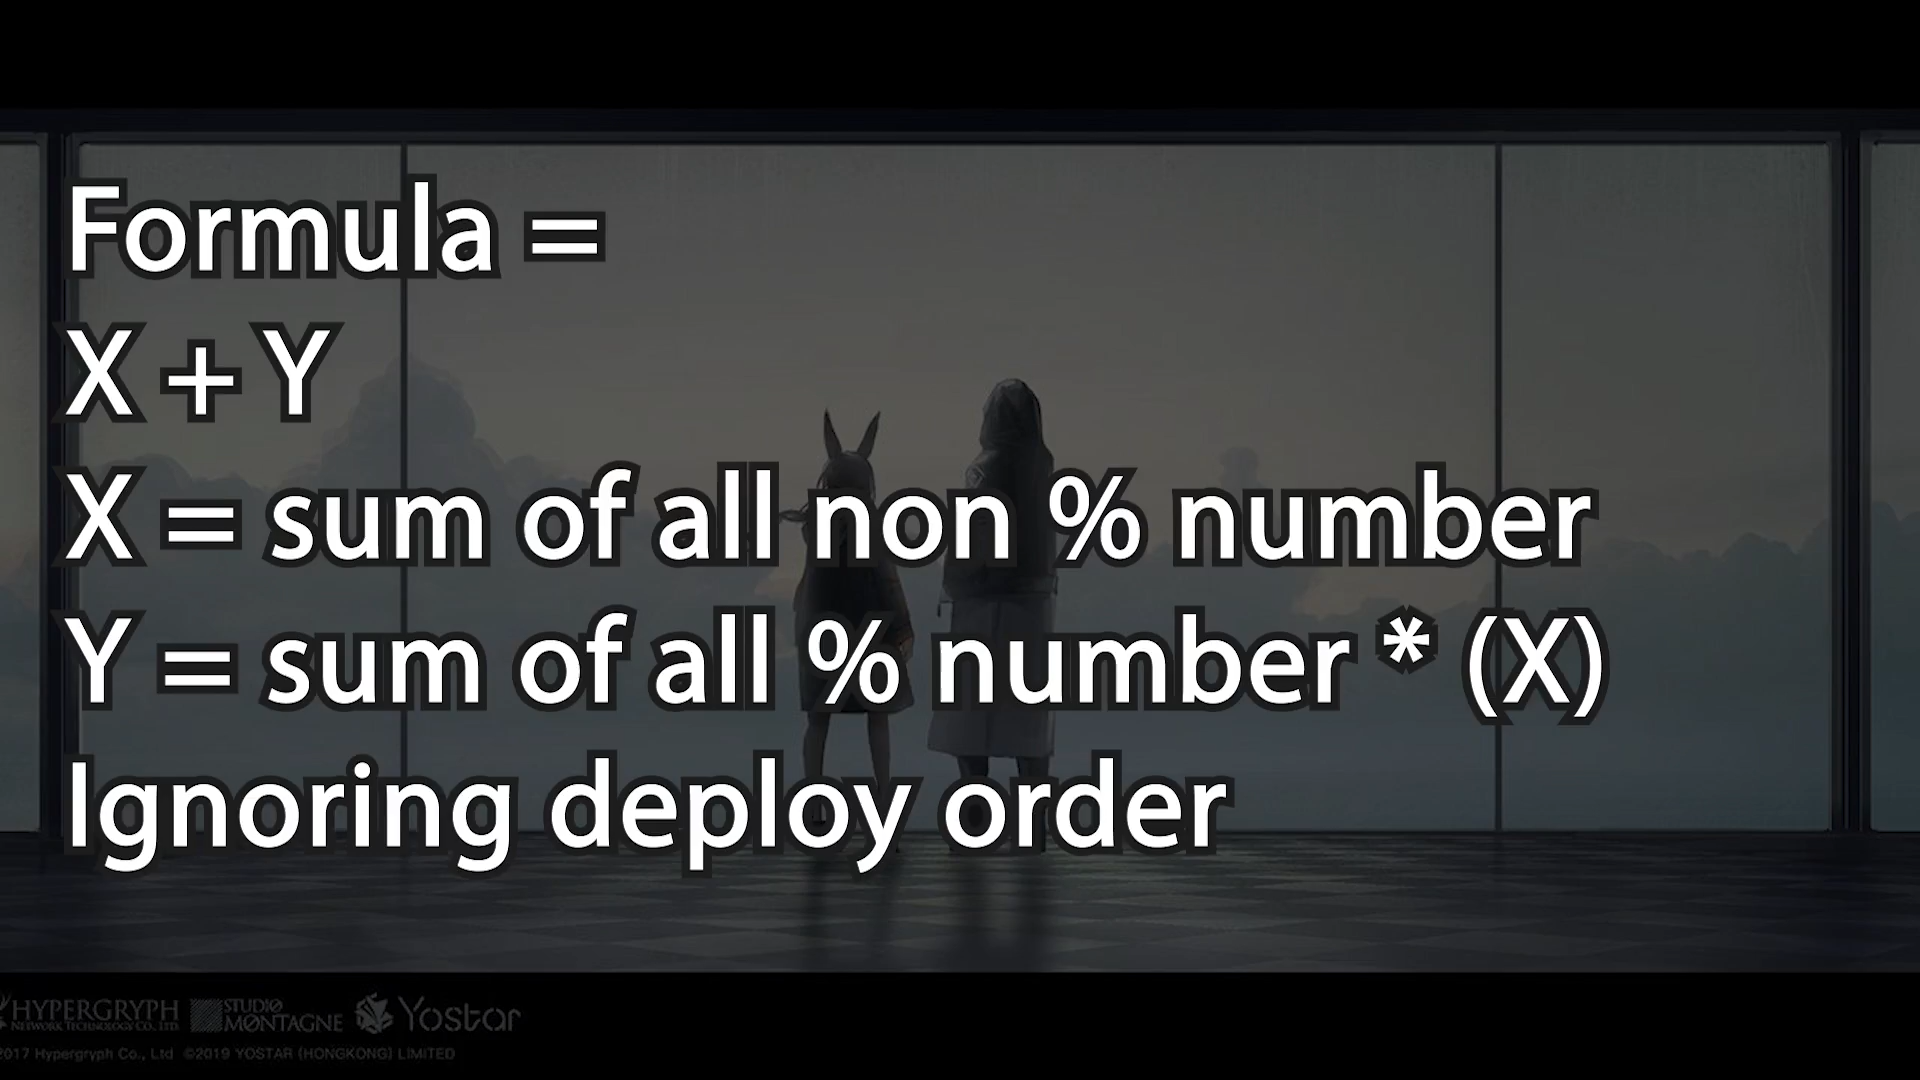 Formula =
X + Y
X = sum of all non % number
Y = sum of all % number * (X)
Ignoring deploy order
HYPERGRYPH
NETWORK TECHNOLOGY CO., LTD.
STUDIO
MONTAGNE
Yostar
2017 Hypergryph Co., Ltd ©2019 YOSTAR (HONGKONG) LIMITED